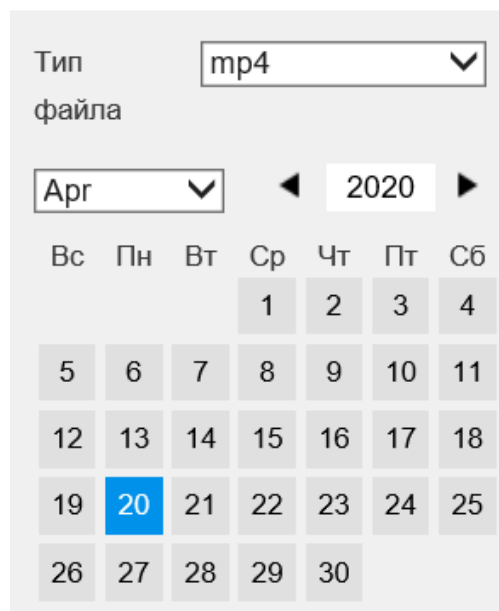 Тип mp4
файла
Apr 2020
Вс Пн Вт Ср Чт Пт Сб
1 2 3 4
5 6 7 8 9 10 11
12 13 14 15 16 17 18
19 20 21 22 23 24 25
26 27 28 29 30